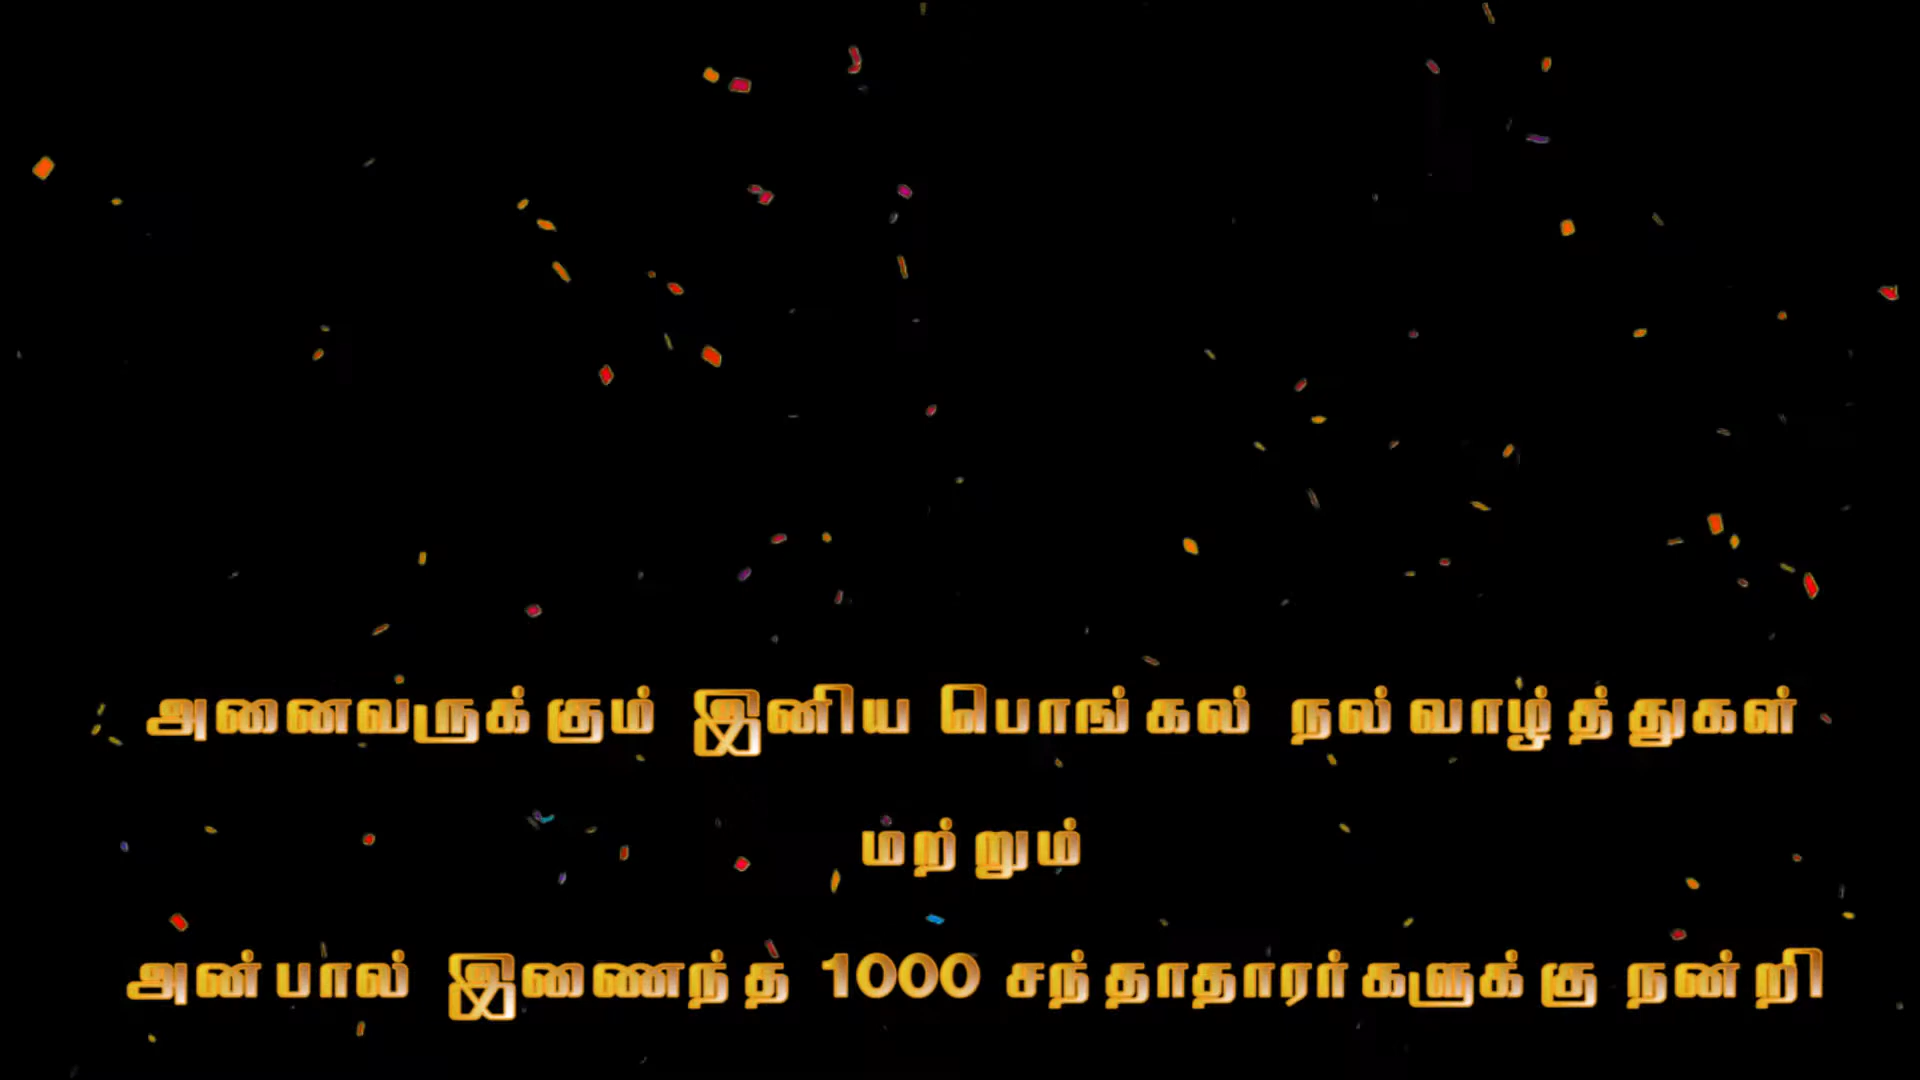 அனைவருக்கும் இனிய பொங்கல் நல்வாழ்த்துகள்
மற்றும்
அன்பால் இணைந்த 1000 சந்தாதாரர்களுக்கு நன்றி